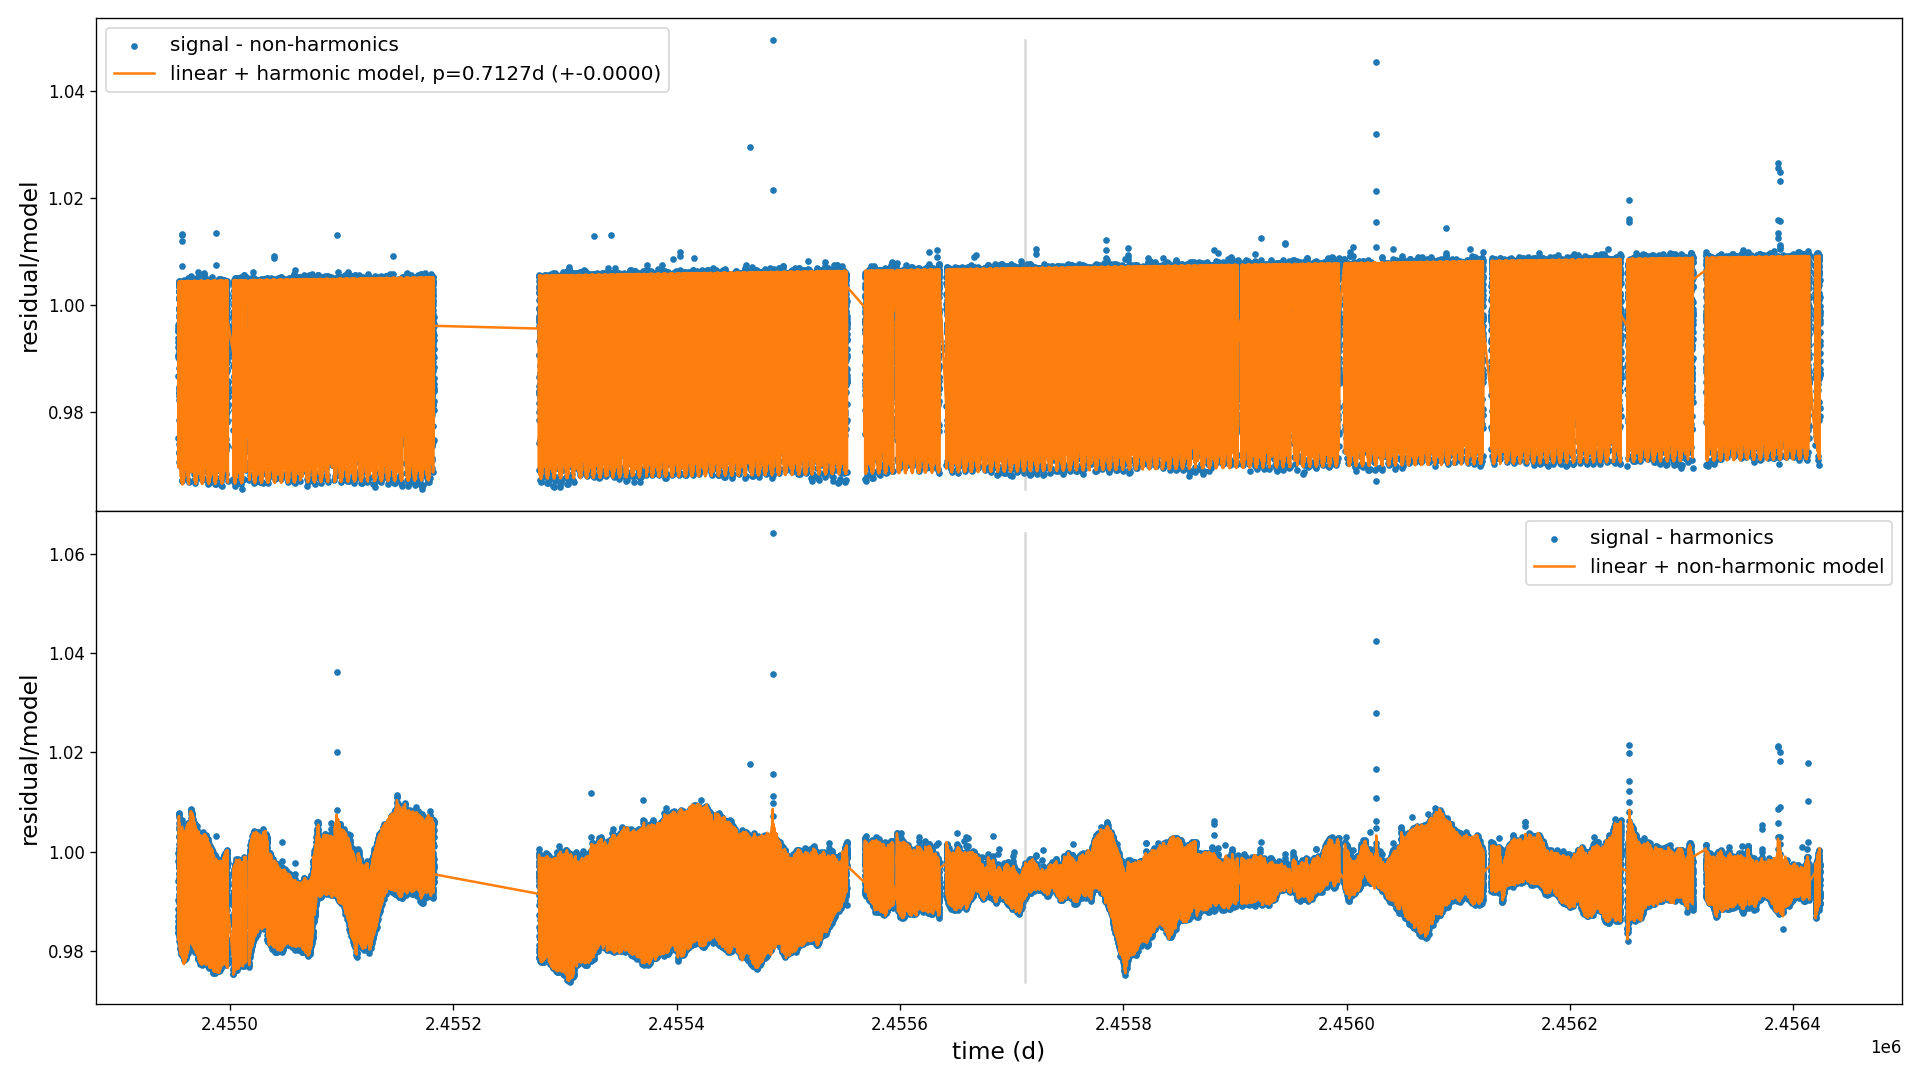 signal - non-harmonics
linear + harmonic model, p=0.7127d (+-0.0000)
residual/model
1.04
1.02
1.00
0.98
signal - harmonics
linear + non-harmonic model
residual/model
1.06
1.04
1.02
1.00
0.98
2.4550 2.4552 2.4554 2.4556 2.4558 2.4560 2.4562 2.4564
time (d)
1e6